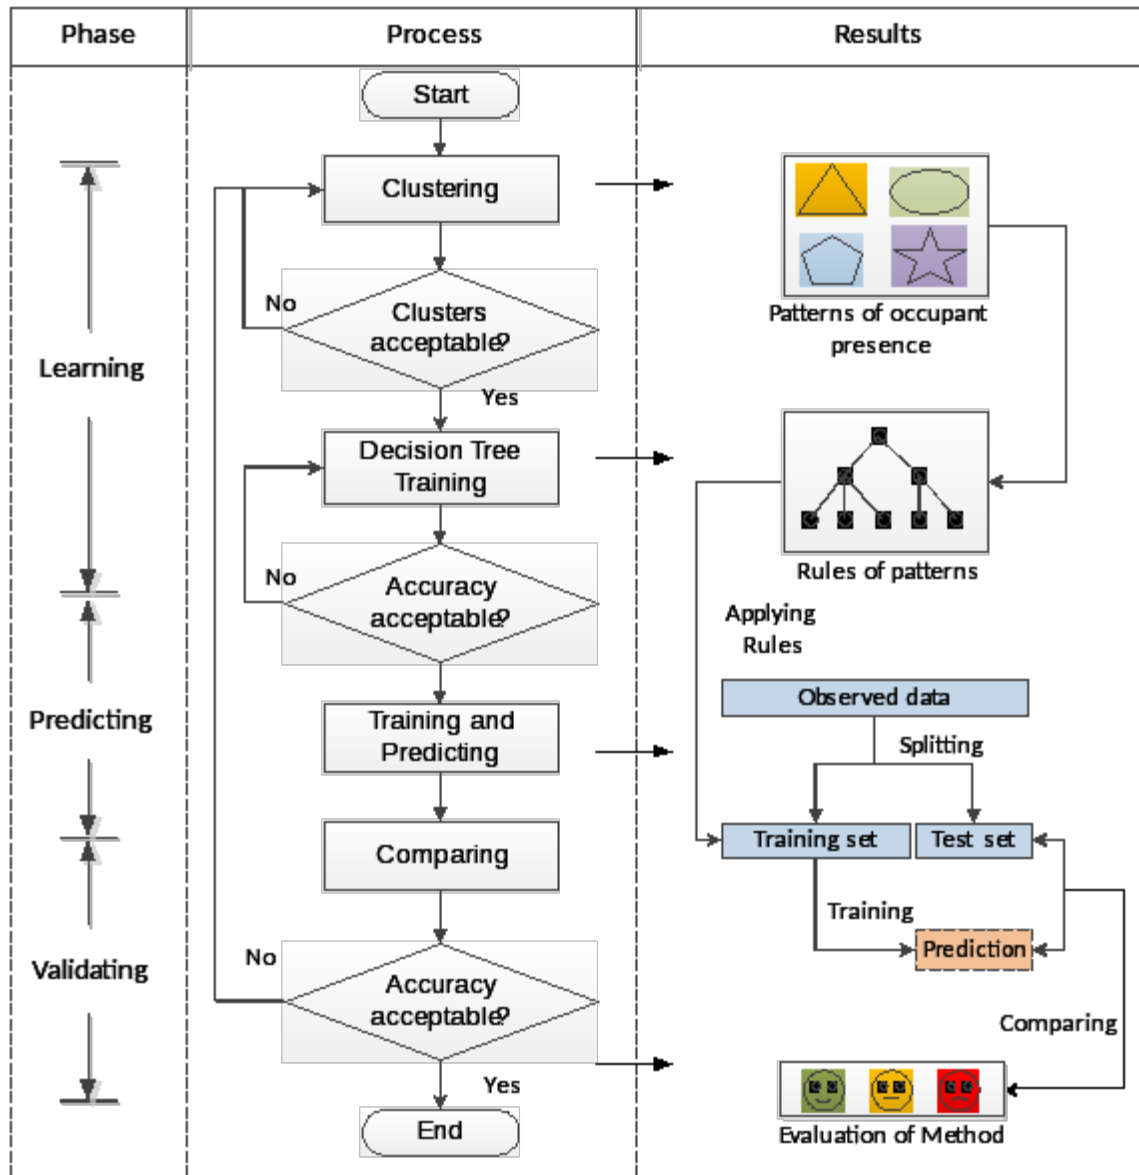 Phase
Process
Results
Start
Clustering
No
Clusters
acceptable?
Yes
Patterns of occupant
presence
Learning
Decision Tree
Training
No
Accuracy
acceptable?
Rules of patterns
Applying
Rules
Predicting
Training and
Predicting
Observed data
Splitting
Training set
Test set
Comparing
Training
Prediction
Validating
No
Accuracy
acceptable?
Yes
Comparing
End
Evaluation of Method